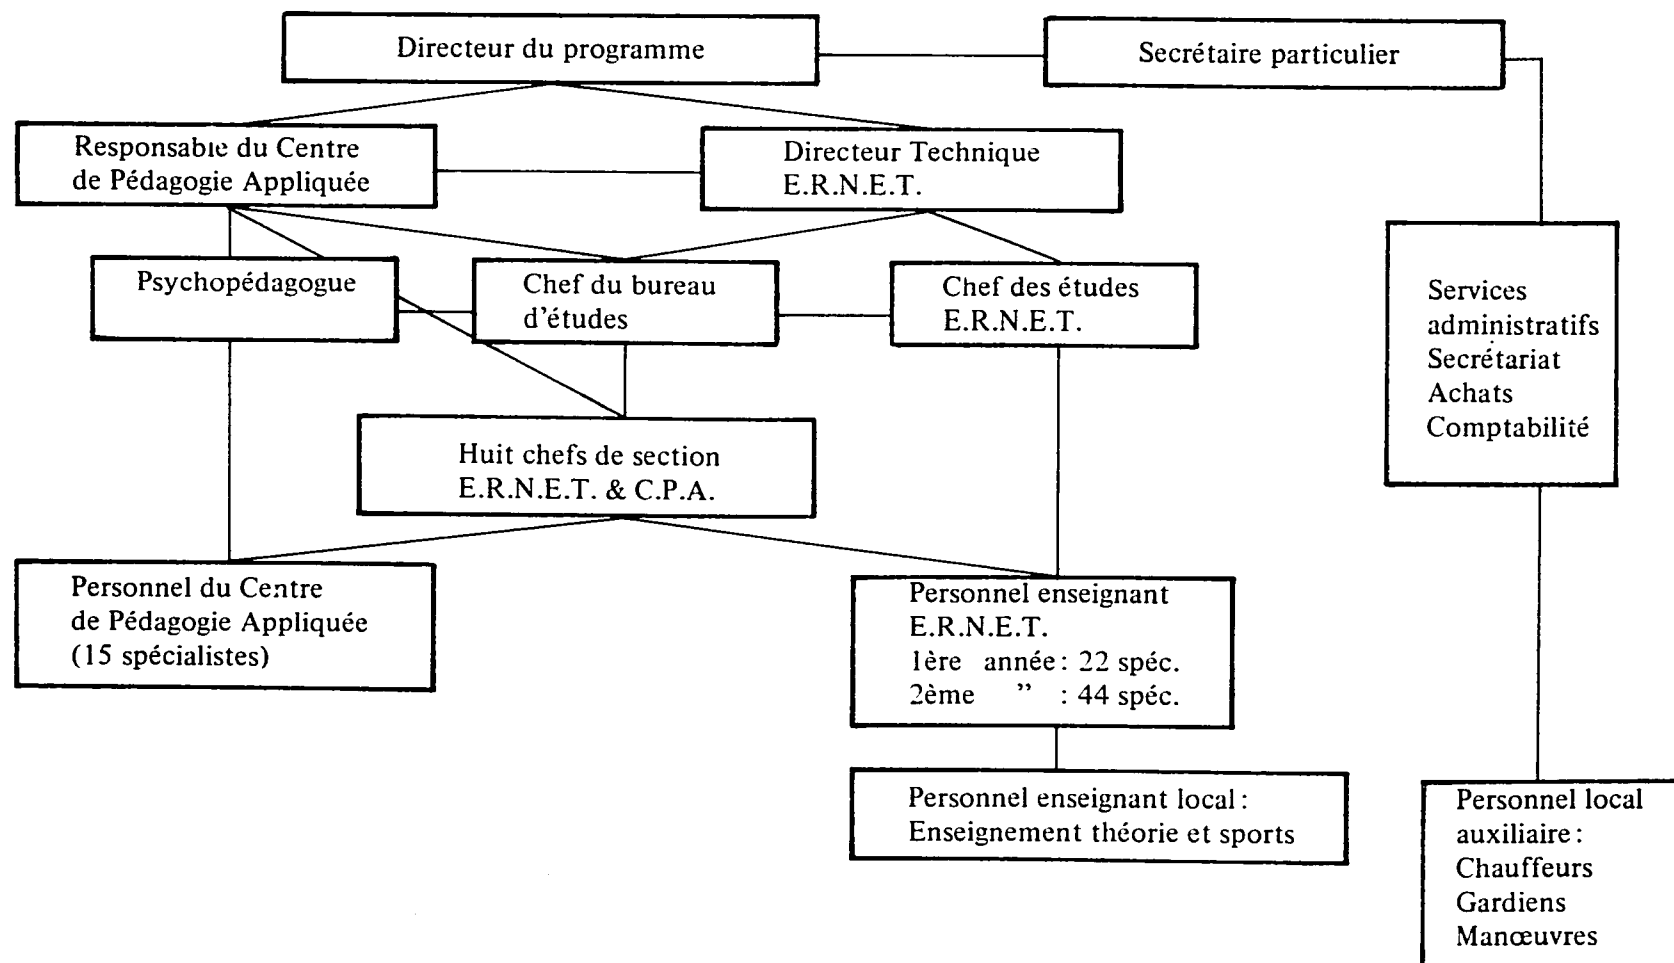 Directeur du programme
Secrétaire particulier
Responsable du Centre
de Pédagogie Appliquée
Directeur Technique
E.R.N.E.T.
Psychopédagogue
Chef du bureau
d'études
Chef des études
E.R.N.E.T.
Services
administratifs
Secrétariat
Achats
Comptabilité
Huit chefs de section
E.R.N.E.T. & C.P.A.
Personnel du Centre
de Pédagogie Appliquée
(15 spécialistes)
Personnel enseignant
E.R.N.E.T.
1ère année : 22 spéc.
2ème ” : 44 spéc.
Personnel enseignant local :
Enseignement théorie et sports
Personnel local
auxiliaire :
Chauffeurs
Gardiens
Manœuvres